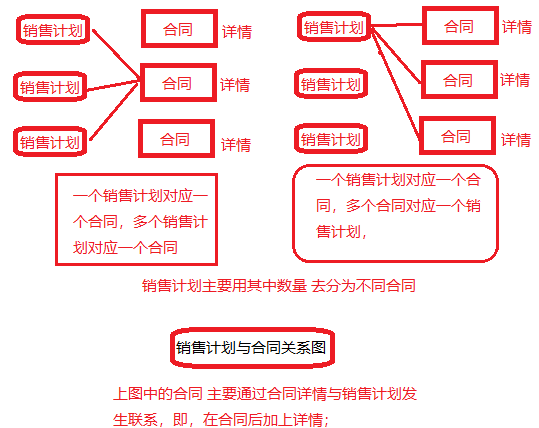 销售计划 合同 详情 销售计划 合同 详情
销售计划 合同 详情 销售计划 合同 详情
销售计划 合同 详情 销售计划 合同 详情
一个销售计划对应一
个合同，多个销售计
划对应一个合同
一个销售计划对应一个合
同，多个合同对应一个销
售计划，
销售计划主要用其中数量 去分为不同合同
销售计划与合同关系图
上图中的合同 主要通过合同详情与销售计划发
生联系，即，在合同后加上详情；